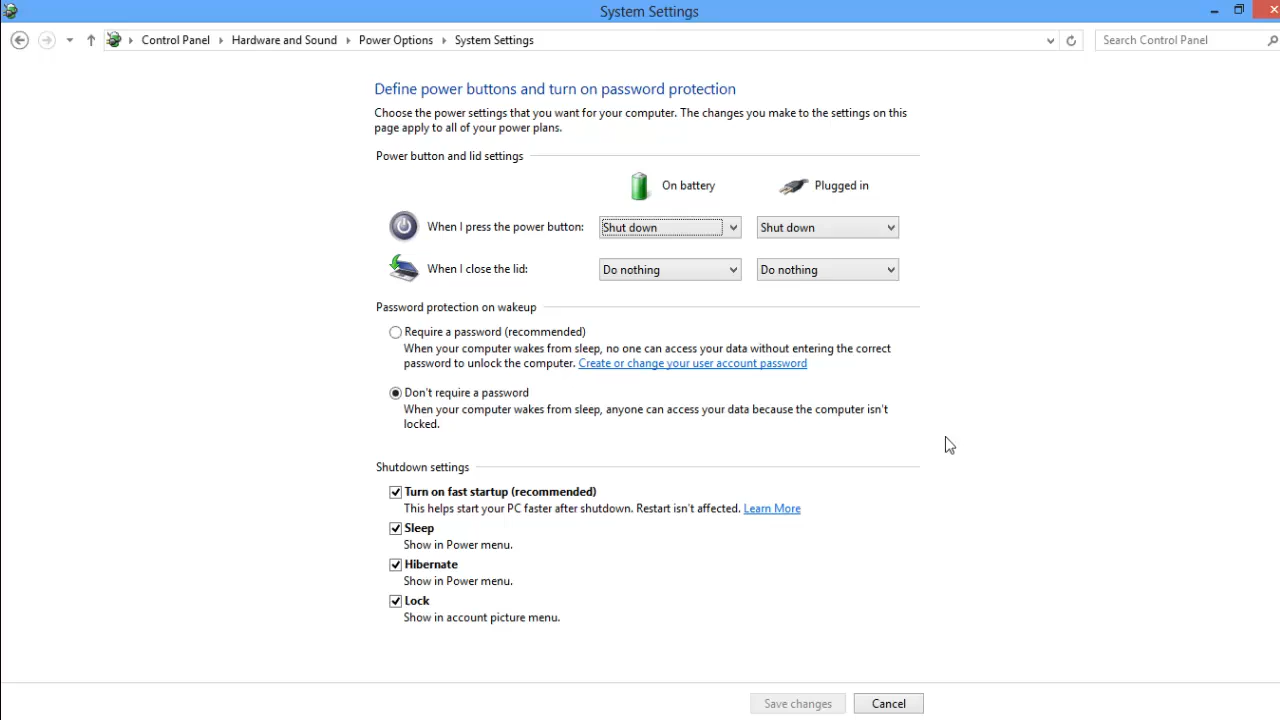 System Settings
Control Panel Hardware and Sound Power Options System Settings Search Control Panel
Define power buttons and turn on password protection
Choose the power settings that you want for your computer. The changes you make to the settings on this
page apply to all of your power plans.
Power button and lid settings
On battery Plugged in
When I press the power button: Shut down Shut down
When I close the lid: Do nothing Do nothing
Password protection on wakeup
Require a password (recommended)
When your computer wakes from sleep, no one can access your data without entering the correct
password to unlock the computer. Create or change your user account password
Don't require a password
When your computer wakes from sleep, anyone can access your data because the computer isn't
locked.
Shutdown settings
Turn on fast startup (recommended)
This helps start your PC faster after shutdown. Restart isn't affected. Learn More
Sleep
Show in Power menu.
Hibernate
Show in Power menu.
Lock
Show in account picture menu.
Save changes Cancel